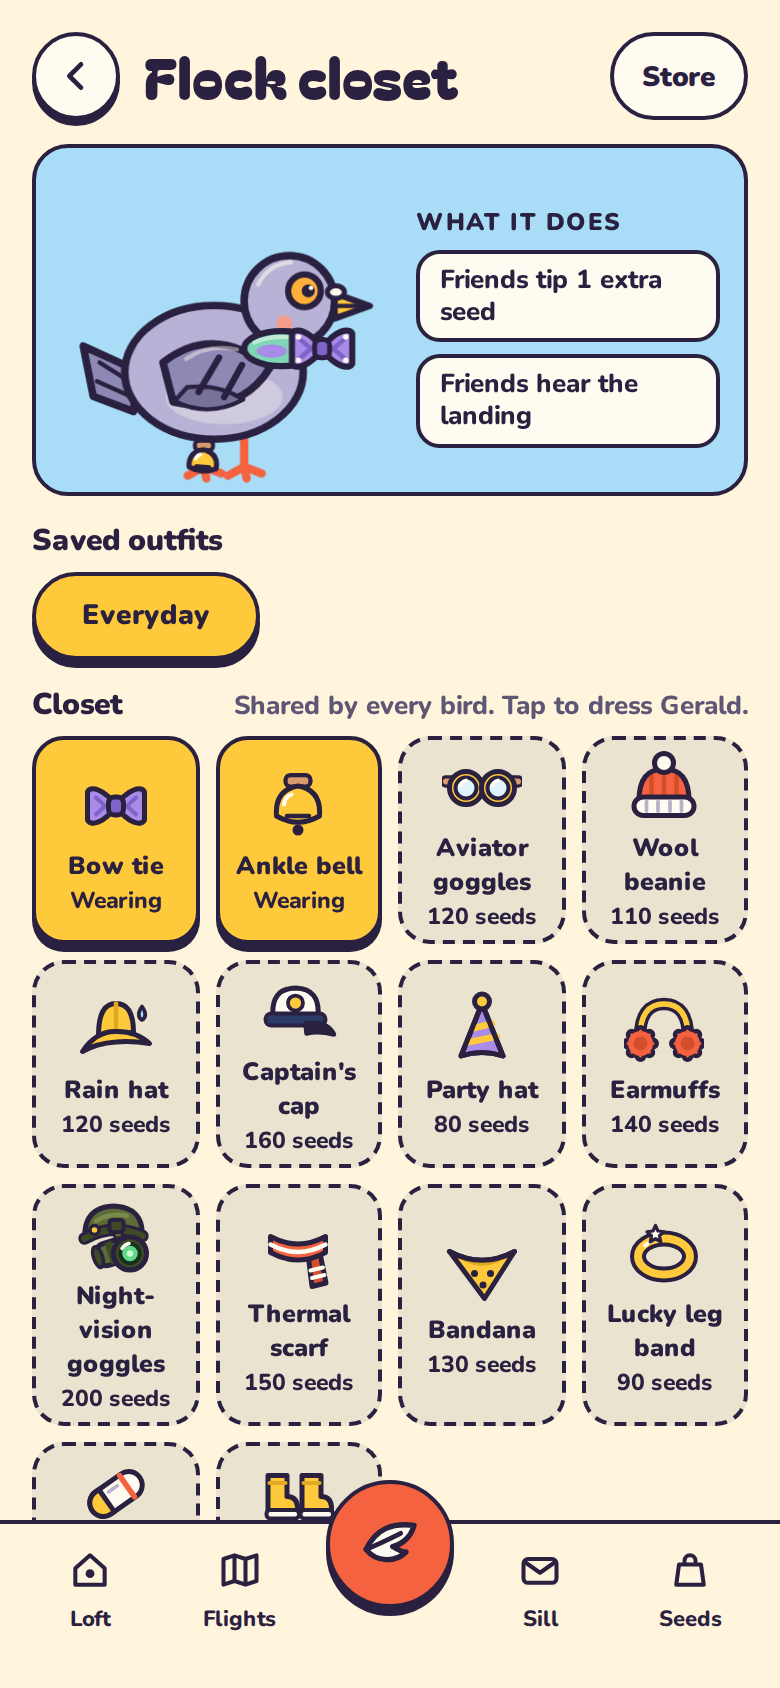 Flock closet
Store
WHAT IT DOES
Friends tip 1 extra
seed
Friends hear the
landing
Saved outfits
Everyday
Closet
Shared by every bird. Tap to dress Gerald.
Bow tie
Wearing
Ankle bell
Wearing
Aviator
goggles
120 seeds
Wool
beanie
110 seeds
Rain hat
120 seeds
Captain's
cap
160 seeds
Party hat
80 seeds
Earmuffs
140 seeds
Night-
vision
goggles
200 seeds
Thermal
scarf
150 seeds
Bandana
130 seeds
Lucky leg
band
90 seeds
Loft
Flights
Sill
Seeds